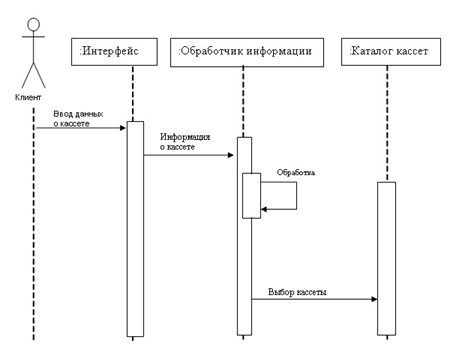 :Интерфейс
:Обработчик информации
:Каталог кассет
Клиент
Ввод данных
о кассете
Информация
о кассете
Обработка
Выбор кассеты